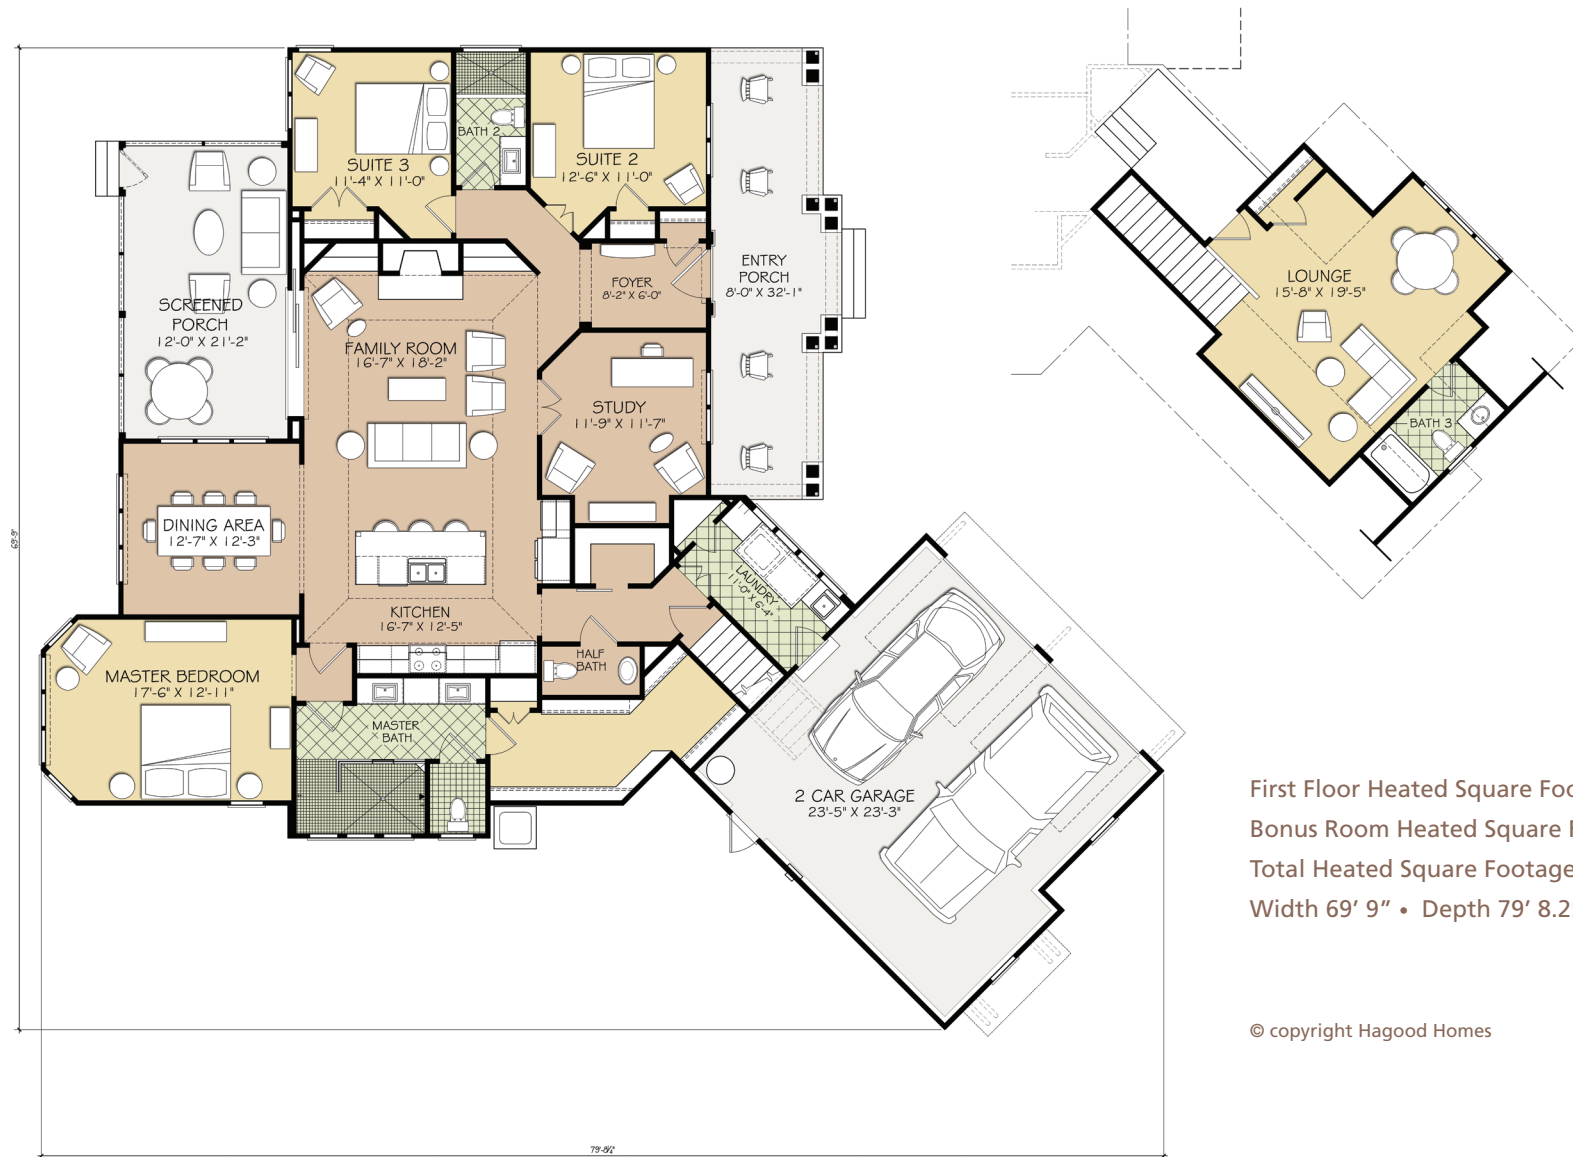 SUITE 3
11'-4" X 11'-0"
BATH 2
SUITE 2
12'-6" X 11'-0"
SCREENED
PORCH
12'-0" X 21'-2"
FAMILY ROOM
16'-7" X 18'-2"
FOYER
8'-2" X 6'-0"
ENTRY
PORCH
8'-0" X 32'-1"
STUDY
11'-9" X 11'-7"
DINING AREA
12'-7" X 12'-3"
KITCHEN
16'-7" X 12'-5"
LAUNDRY
11'-0" X 6'-4"
HALF
BATH
MASTER BEDROOM
17'-6" X 12'-11"
MASTER
BATH
2 CAR GARAGE
23'-5" X 23'-3"
69'-9"
79'-8¼"
LOUNGE
15'-8" X 19'-5"
BATH 3
First Floor Heated Square Foo
Bonus Room Heated Square
Total Heated Square Footage
Width 69' 9" • Depth 79' 8.2
© copyright Hagood Homes